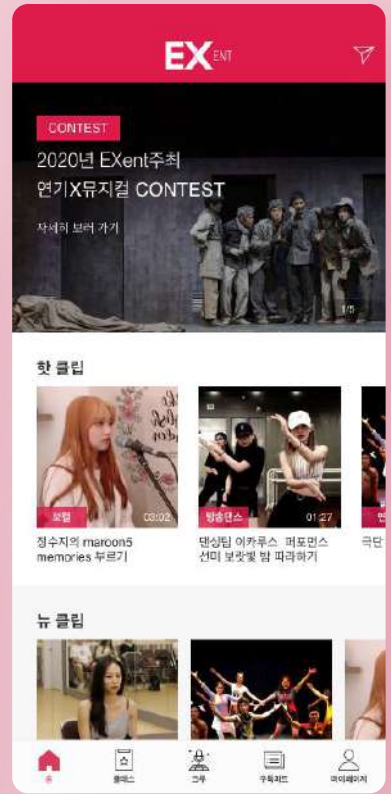 EXENT
CONTEST
2020년 EXent주최
연기X뮤지컬 CONTEST
자세히 보러 가기
1/5
핫 클립
보컬
03:02
방송댄스
01:27
정수지의 maroon5
memories 부르기
댄싱팀 이카루스 퍼포먼스
선미 보랏빛 밤 따라하기
극단
뉴 클립
홈
클래스
크루
구독피드
마이페이지